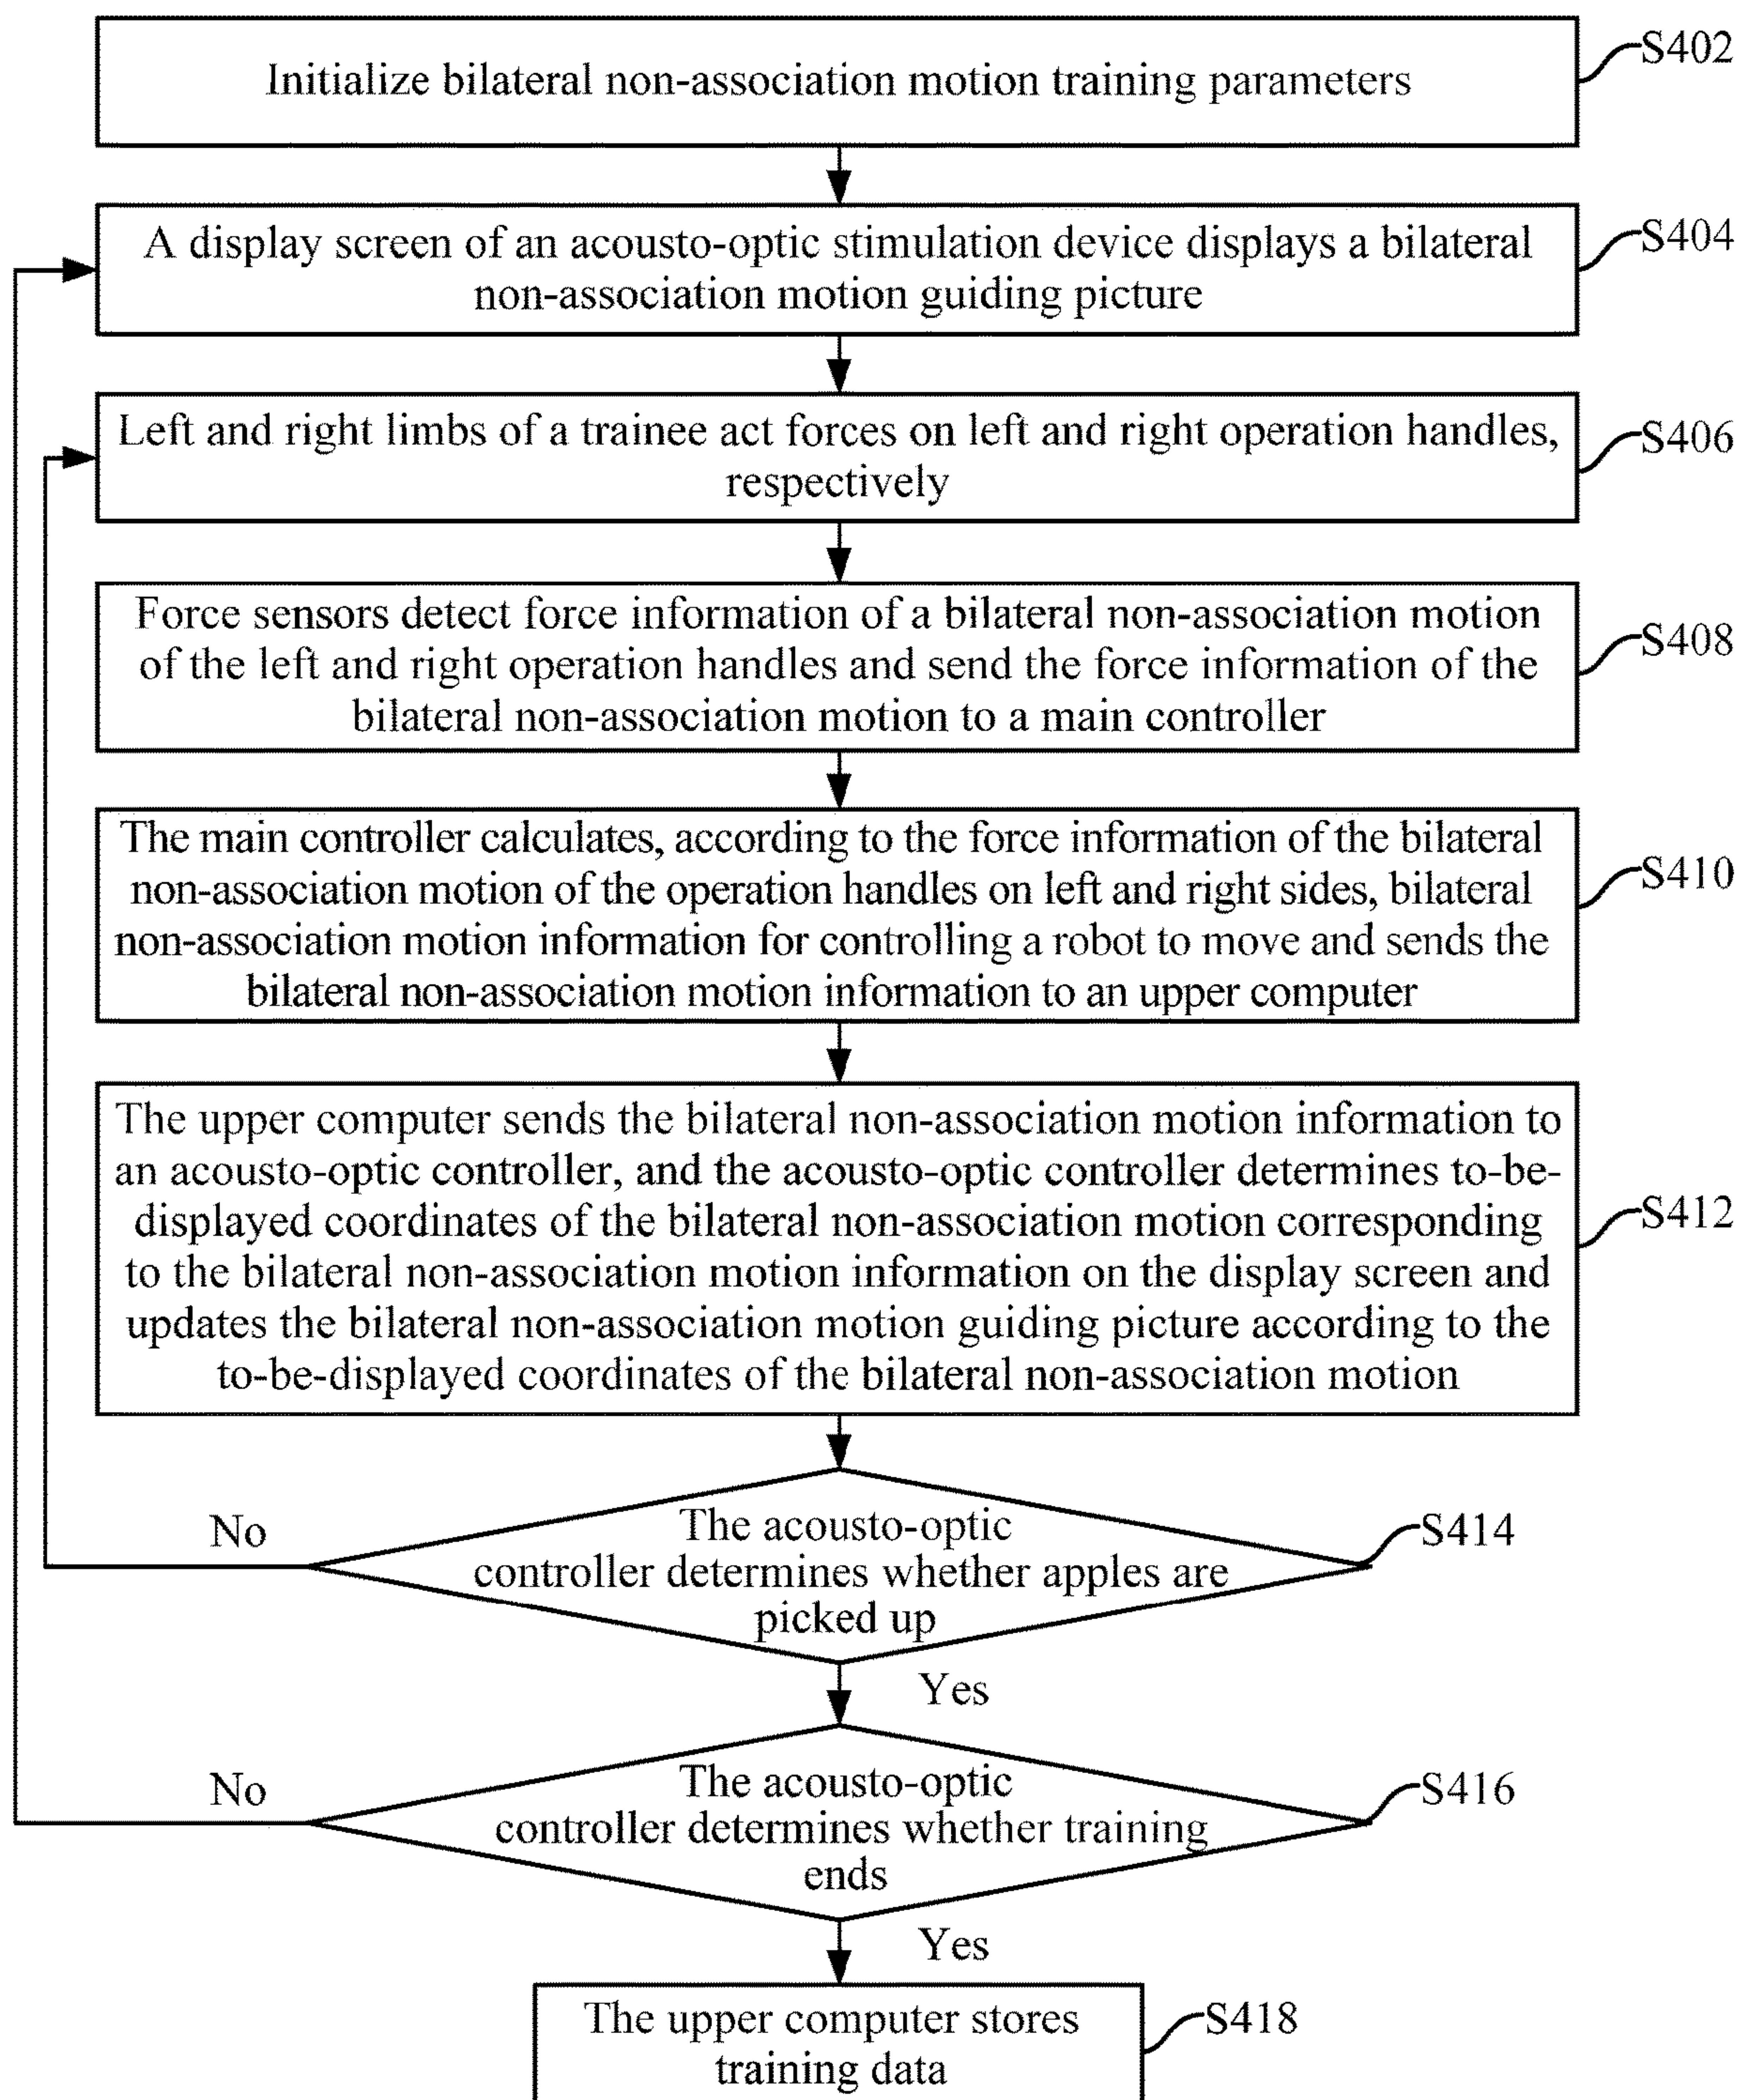 Initialize bilateral non-association motion training parameters
S402
A display screen of an acousto-optic stimulation device displays a bilateral
non-association motion guiding picture
S404
Left and right limbs of a trainee act forces on left and right operation handles,
respectively
S406
Force sensors detect force information of a bilateral non-association motion
of the left and right operation handles and send the force information of the
bilateral non-association motion to a main controller
S408
The main controller calculates, according to the force information of the bilateral
non-association motion of the operation handles on left and right sides, bilateral
non-association motion information for controlling a robot to move and sends the
bilateral non-association motion information to an upper computer
S410
The upper computer sends the bilateral non-association motion information to
an acousto-optic controller, and the acousto-optic controller determines to-be-
displayed coordinates of the bilateral non-association motion corresponding
to the bilateral non-association motion information on the display screen and
updates the bilateral non-association motion guiding picture according to the
to-be-displayed coordinates of the bilateral non-association motion
S412
No
The acousto-optic
controller determines whether apples are
picked up
S414
Yes
No
The acousto-optic
controller determines whether training
ends
S416
Yes
The upper computer stores
training data
S418